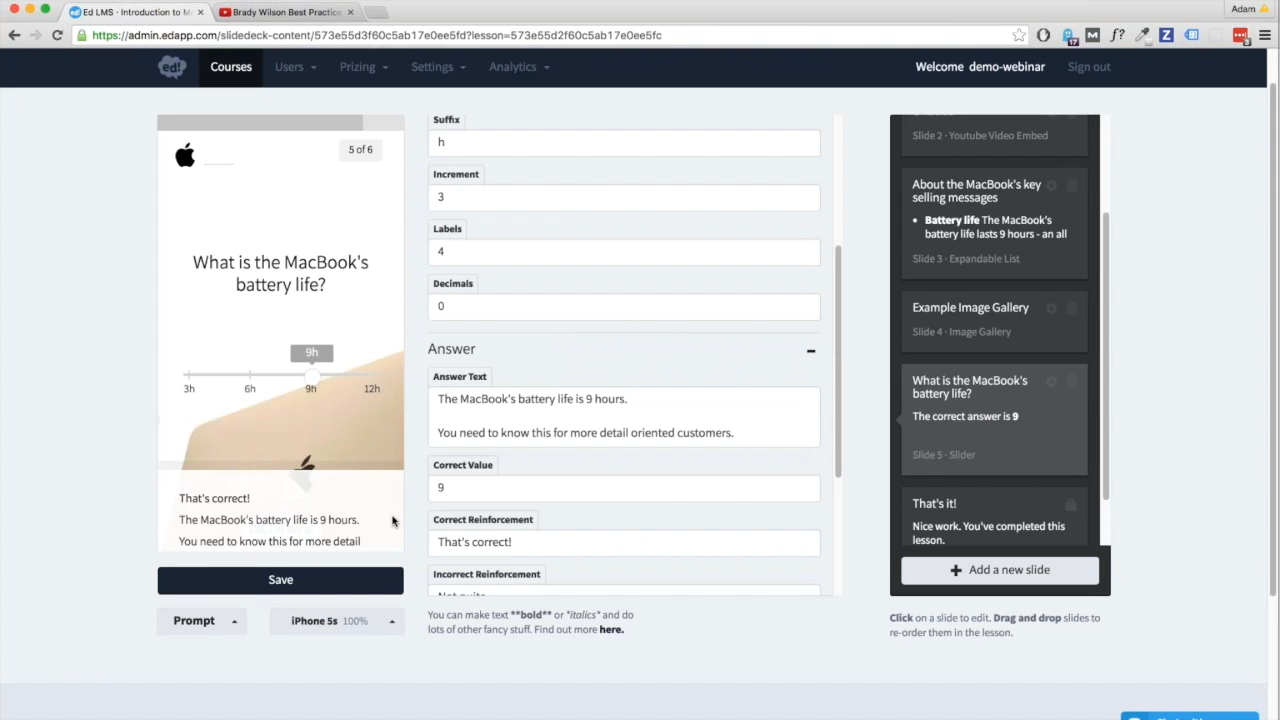 Ed LMS - Introduction to M
Brady Wilson Best Practice
Adam
https://admin.edapp.com/slidedeck-content/573e55d3f60c5ab17e0ee5fd?lesson=573e55d2f60c5ab17e0ee5fc
f?
17
M
Z
ed!
Courses
Users
Prizing
Settings
Analytics
Welcome demo-webinar
Sign out
5 of 6
What is the MacBook's
battery life?
9h
3h 6h 9h 12h
That's correct!
The MacBook's battery life is 9 hours.
You need to know this for more detail
Save
Prompt
iPhone 5s 100%
Suffix
h
Increment
3
Labels
4
Decimals
0
Answer
Answer Text
The MacBook's battery life is 9 hours.
You need to know this for more detail oriented customers.
Correct Value
9
Correct Reinforcement
That's correct!
Incorrect Reinforcement
You can make text **bold** or *italics* and do
lots of other fancy stuff. Find out more here.
Slide 2 · Youtube Video Embed
About the MacBook's key
selling messages
• Battery life The MacBook's
battery life lasts 9 hours - an all
Slide 3 · Expandable List
Example Image Gallery
Slide 4 · Image Gallery
What is the MacBook's
battery life?
The correct answer is 9
Slide 5 · Slider
That's it!
Nice work. You've completed this
lesson.
Add a new slide
Click on a slide to edit. Drag and drop slides to
re-order them in the lesson.